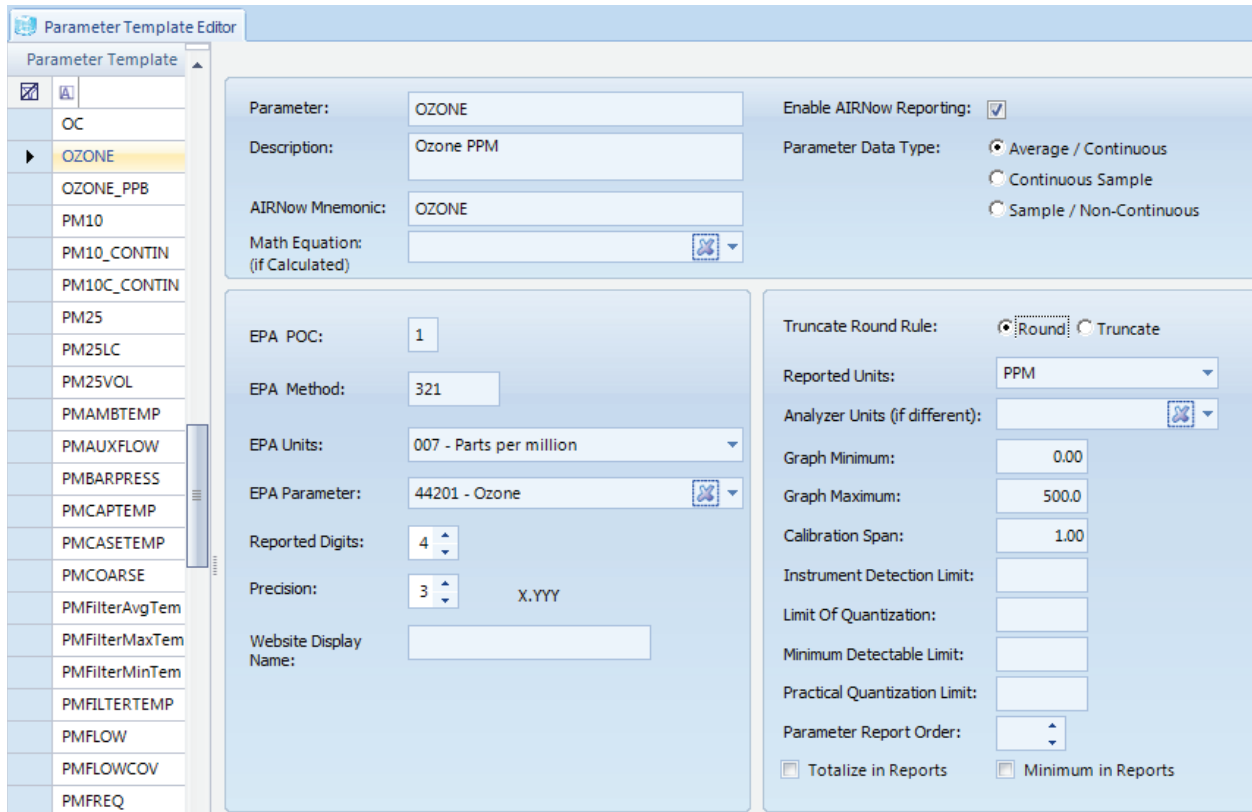 Parameter Template Editor
Parameter Template
A
OC
OZONE
OZONE_PPB
PM10
PM10_CONTIN
PM10C_CONTIN
PM25
PM25LC
PM25VOL
PMAMBTEMP
PMAUXFLOW
PMBARPRESS
PMCAPTEMP
PMCASETEMP
PMCOARSE
PMFilterAvgTem
PMFilterMaxTem
PMFilterMinTem
PMFILTERTEMP
PMFLOW
PMFLOWCOV
PMFREQ
Parameter: OZONE
Description: Ozone PPM
AIRNow Mnemonic: OZONE
Math Equation:
(if Calculated)
Enable AIRNow Reporting:
Parameter Data Type: Average / Continuous
Continuous Sample
Sample / Non-Continuous
EPA POC: 1
EPA Method: 321
EPA Units: 007 - Parts per million
EPA Parameter: 44201 - Ozone
Reported Digits: 4
Precision: 3 X.YYY
Website Display
Name:
Truncate Round Rule: Round Truncate
Reported Units: PPM
Analyzer Units (if different):
Graph Minimum: 0.00
Graph Maximum: 500.0
Calibration Span: 1.00
Instrument Detection Limit:
Limit Of Quantization:
Minimum Detectable Limit:
Practical Quantization Limit:
Parameter Report Order:
Totalize in Reports Minimum in Reports